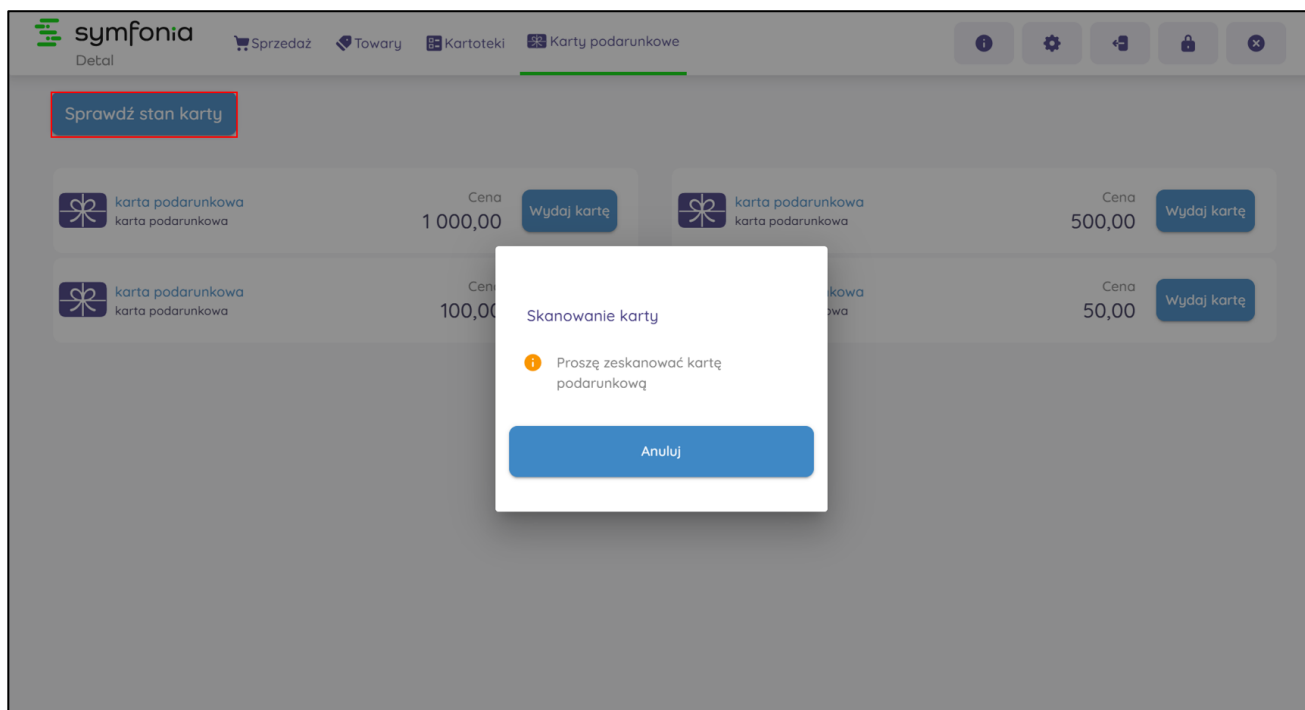 symfonia
Detal
Sprzedaż
Towary
Kartoteki
Karty podarunkowe
Sprawdź stan karty
karta podarunkowa
karta podarunkowa
Cena
1 000,00
Wydaj kartę
karta podarunkowa
karta podarunkowa
Cena
500,00
Wydaj kartę
karta podarunkowa
karta podarunkowa
100,00
Cena
50,00
Wydaj kartę
Skanowanie karty
Proszę zeskanować kartę
podarunkową
Anuluj